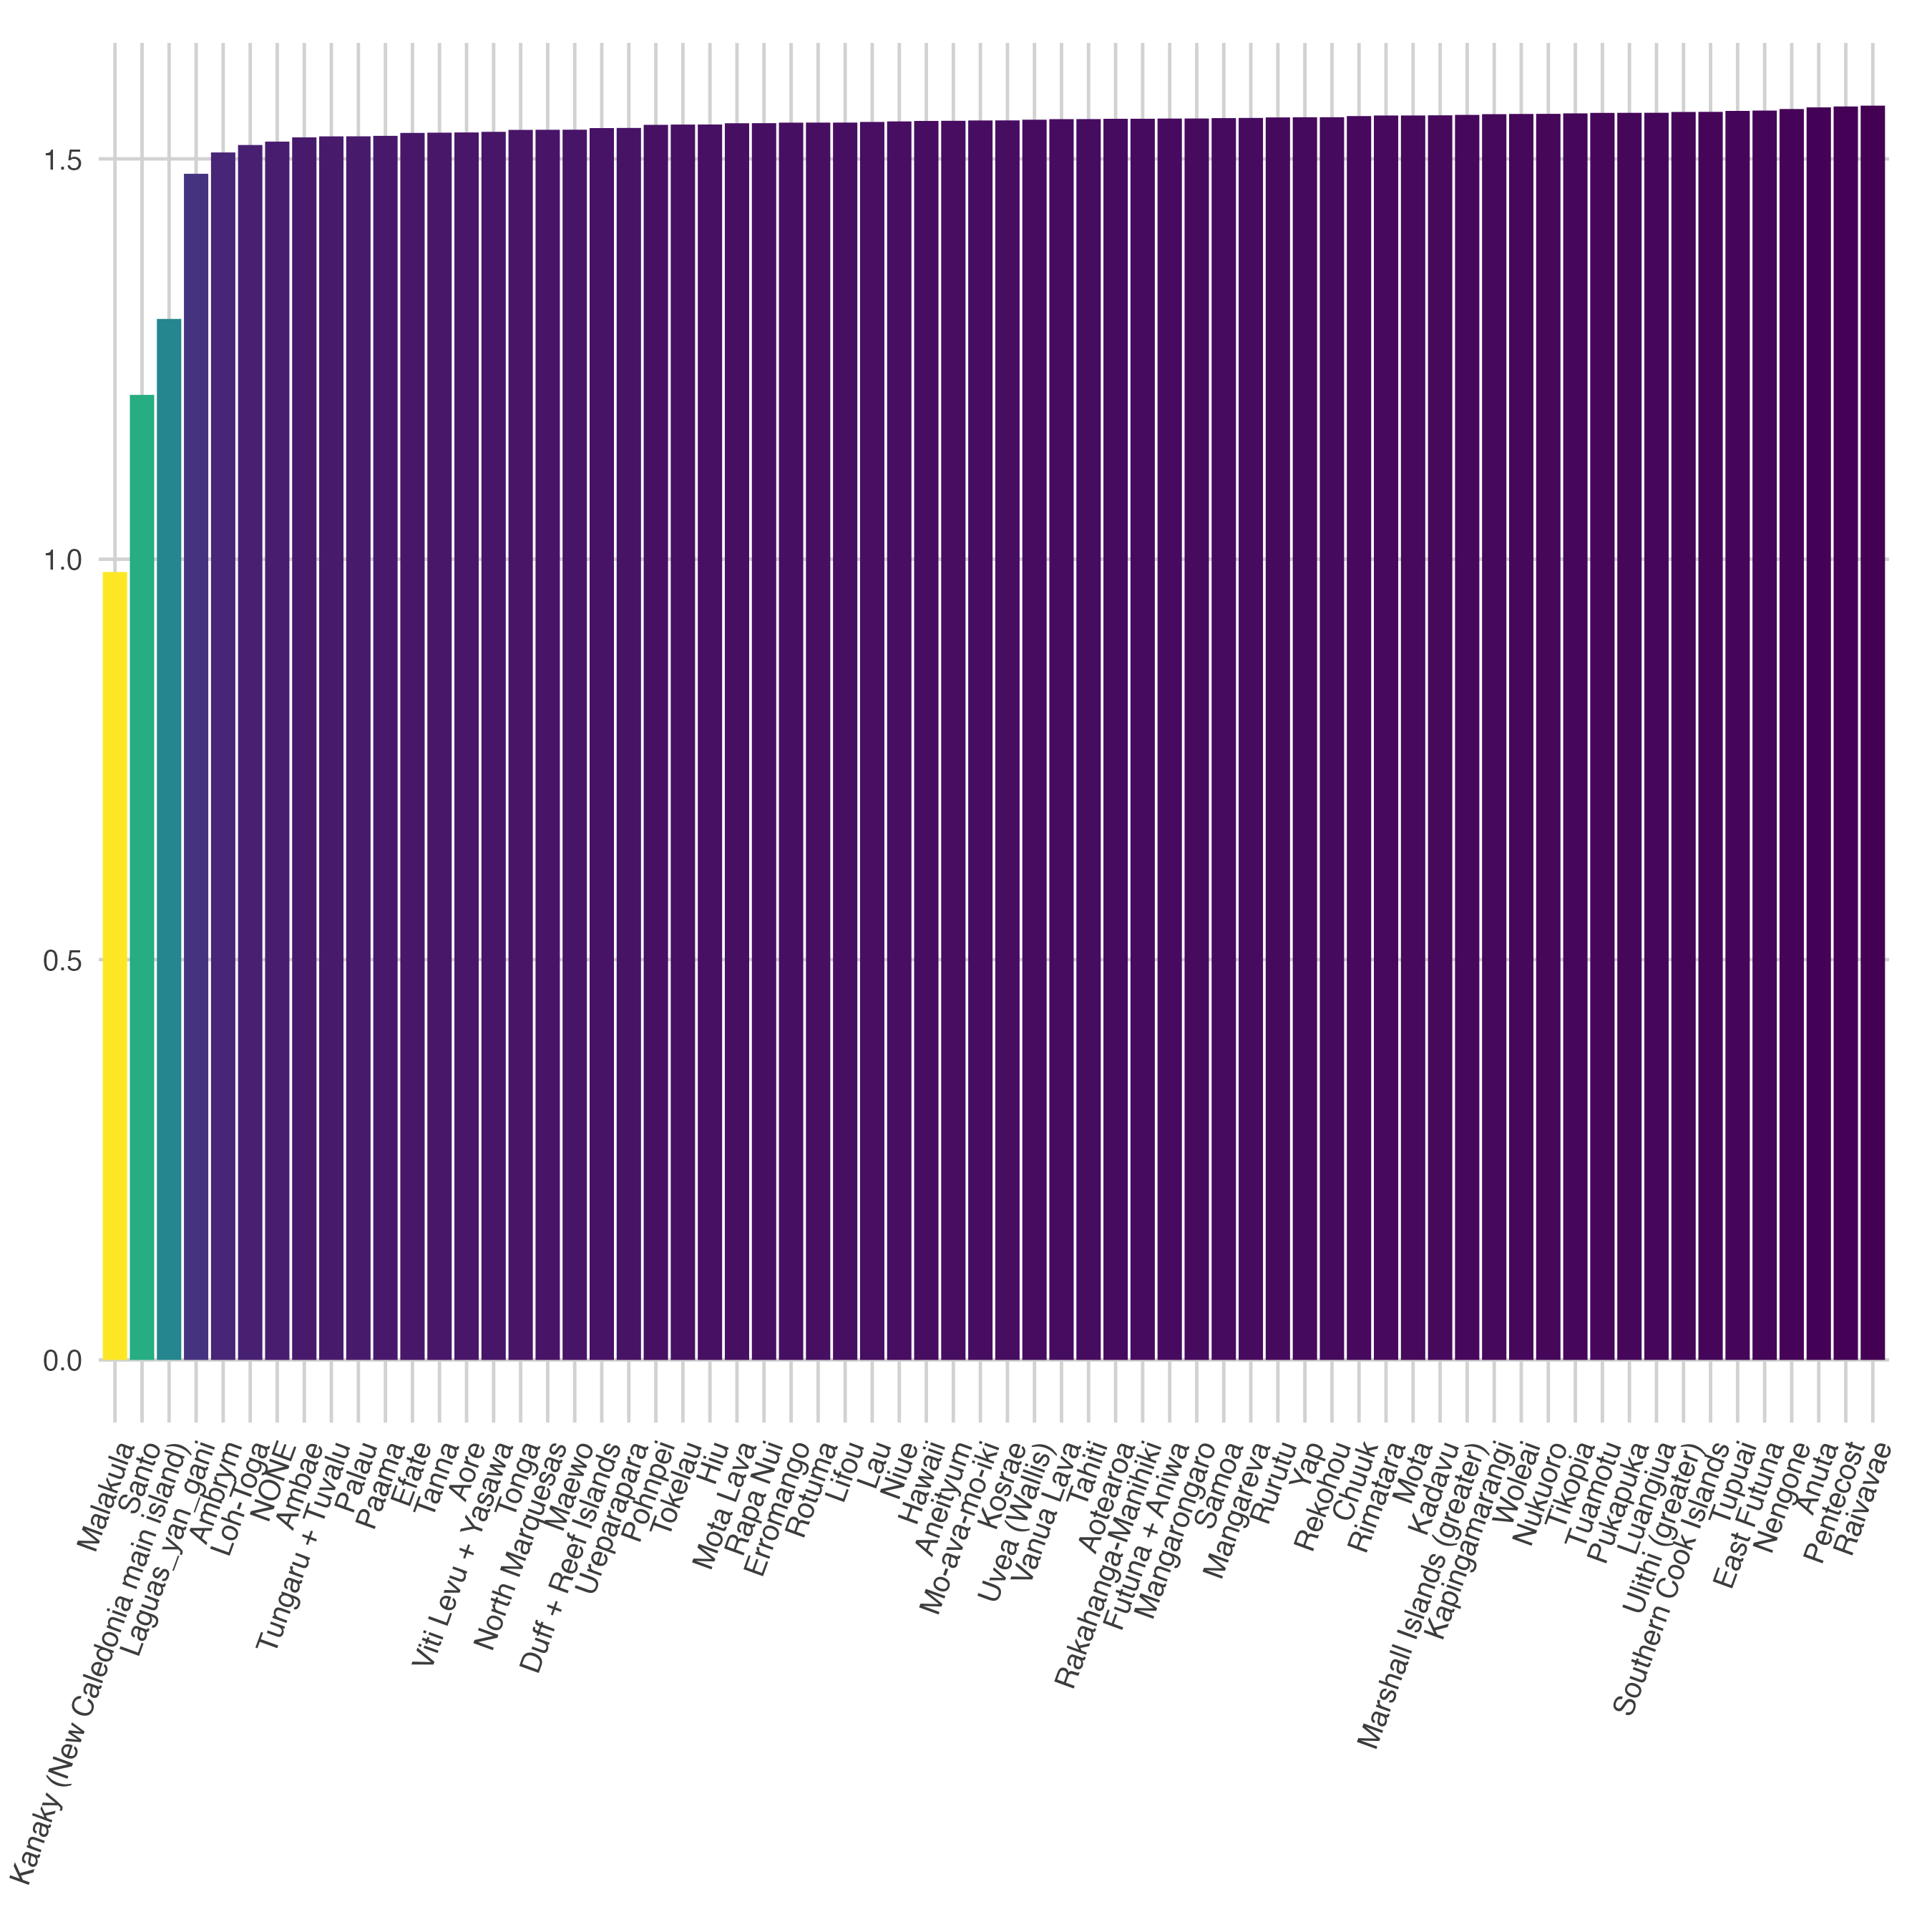 1.5
1.0
0.5
0.0
Malakula
Santo
Kanaky (New Caledonia main island)
Laguas_yan_gani
Ambrym
Loh-Toga
NONE
Ambae
Tungaru + Tuvalu
Palau
Paama
Efate
Tanna
Aore
Viti Levu + Yasawa
Tonga
North Marquesas
Maewo
Duff + Reef Islands
Ureparapara
Pohnpei
Tokelau
Hiu
Mota Lava
Rapa Nui
Erromango
Rotuma
Lifou
Lau
Niue
Hawaii
Aneityum
Mo-ava-mo-iki
Kosrae
Uvea (Wallis)
Vanua Lava
Tahiti
Aotearoa
Rakahanga-Manihiki
Futuna + Aniwa
Mangarongaro
Samoa
Mangareva
Rurutu
Yap
Rekohou
Chuuk
Rimatara
Mota
Kadavu
Marshall Islands (greater)
Kapingamarangi
Woleai
Nukuoro
Tikopia
Tuamotu
Pukapuka
Luangiua
Ulithi (greater)
Southern Cook Islands
Tupuai
East Futuna
Nengone
Anuta
Pentecost
Raivavae